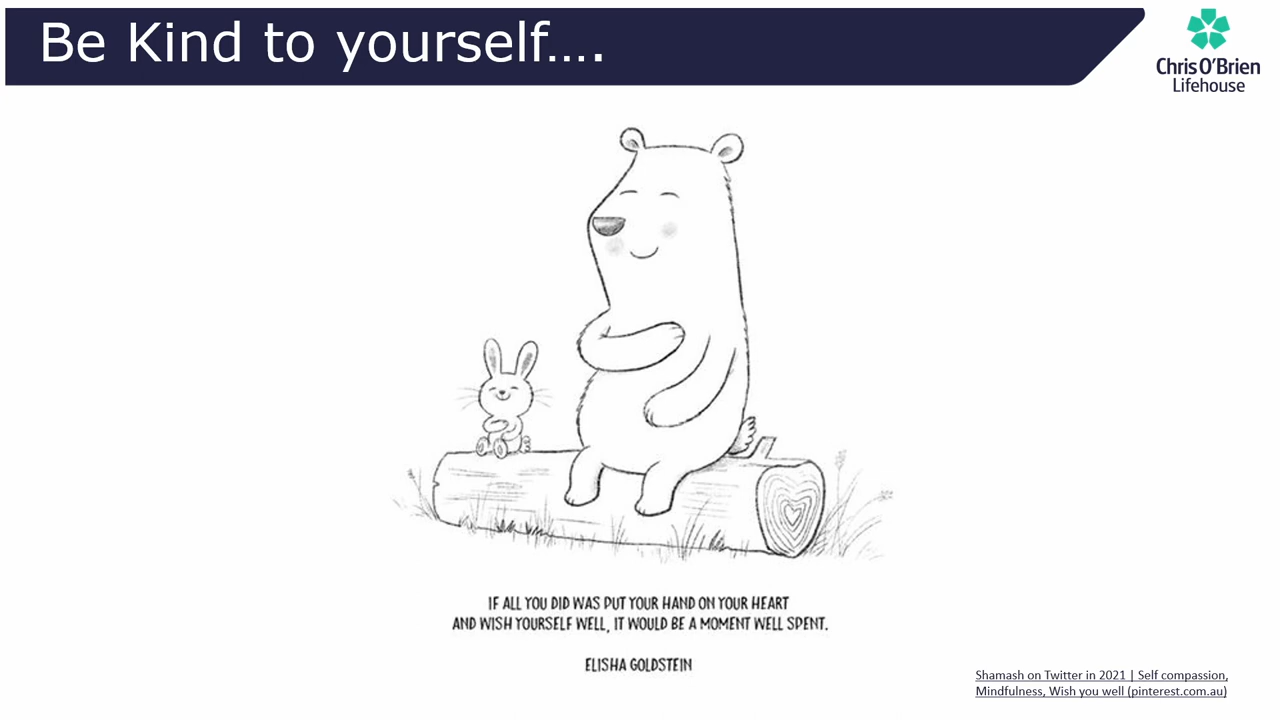 Be Kind to yourself….
Chris O'Brien
Lifehouse
IF ALL YOU DID WAS PUT YOUR HAND ON YOUR HEART
AND WISH YOURSELF WELL, IT WOULD BE A MOMENT WELL SPENT.
ELISHA GOLDSTEIN
Shamash on Twitter in 2021 | Self compassion,
Mindfulness, Wish you well (pinterest.com.au)